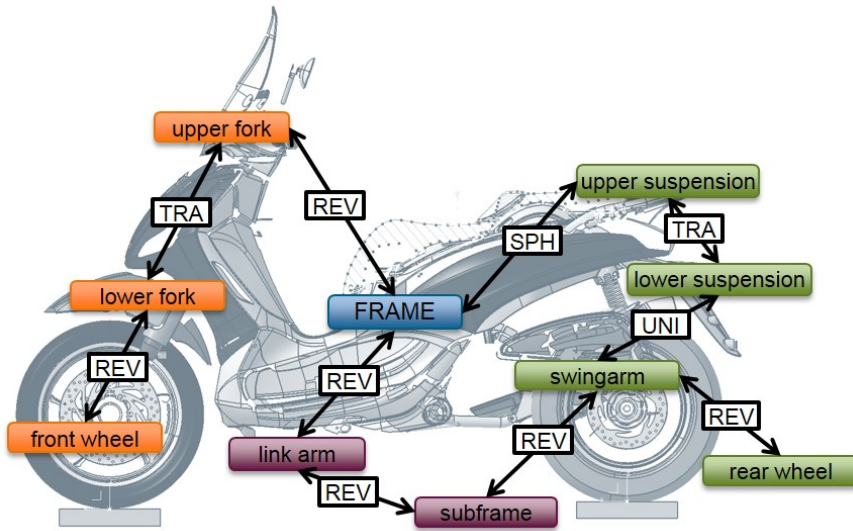 upper fork
upper suspension
TRA
REV
SPH
TRA
lower fork
FRAME
lower suspension
UNI
REV
REV
swingarm
REV
front wheel
link arm
REV
rear wheel
REV
subframe